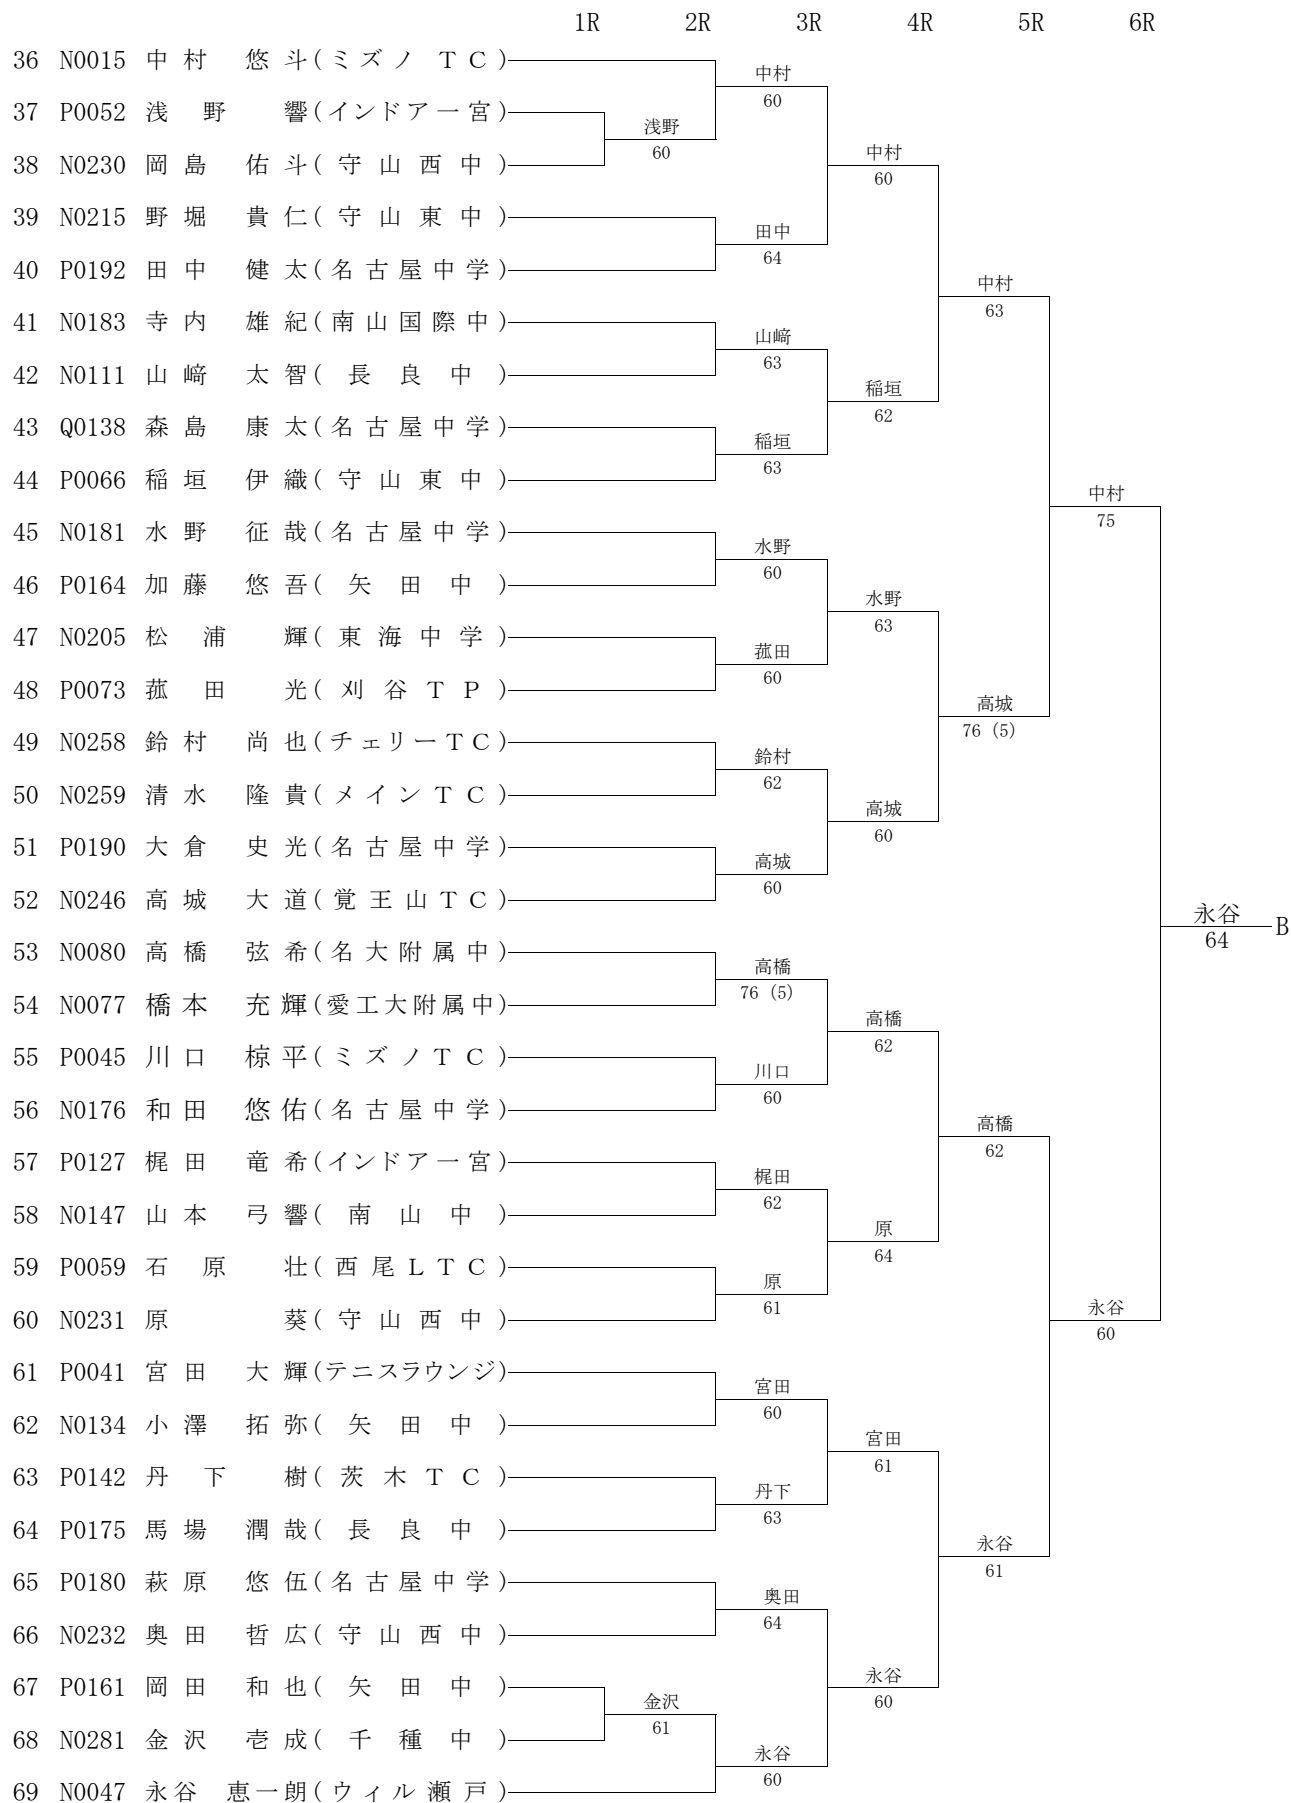 1R 2R 3R 4R 5R 6R
36 N0015 中村 悠斗(ミズノ TC)
中村
60
37 P0052 浅野 響(インドア一宮)
浅野
60
38 N0230 岡島 佑斗(守山西中)
中村
60
39 N0215 野堀 貴仁(守山東中)
田中
64
40 P0192 田中 健太(名古屋中学)
中村
63
41 N0183 寺内 雄紀(南山国際中)
山﨑
63
42 N0111 山﨑 太智(長良中)
稲垣
62
43 Q0138 森島 康太(名古屋中学)
稲垣
63
44 P0066 稲垣 伊織(守山東中)
中村
75
45 N0181 水野 征哉(名古屋中学)
水野
60
46 P0164 加藤 悠吾(矢田中)
水野
63
47 N0205 松浦 輝(東海中学)
菰田
60
48 P0073 菰田 光(刈谷TP)
高城
76 (5)
49 N0258 鈴村 尚也(チェリーTC)
鈴村
62
50 N0259 清水 隆貴(メインTC)
高城
60
51 P0190 大倉 史光(名古屋中学)
高城
60
52 N0246 高城 大道(覚王山TC)
永谷
64
B
53 N0080 高橋 弦希(名大附属中)
高橋
76 (5)
54 N0077 橋本 充輝(愛工大附属中)
高橋
62
55 P0045 川口 椋平(ミズノTC)
川口
60
56 N0176 和田 悠佑(名古屋中学)
高橋
62
57 P0127 梶田 竜希(インドア一宮)
梶田
62
58 N0147 山本 弓響(南山中)
原
64
59 P0059 石原 壮(西尾LTC)
原
61
60 N0231 原 葵(守山西中)
永谷
60
61 P0041 宮田 大輝(テニスラウンジ)
宮田
60
62 N0134 小澤 拓弥(矢田中)
宮田
61
63 P0142 丹下 樹(茨木TC)
丹下
63
64 P0175 馬場 潤哉(長良中)
永谷
61
65 P0180 萩原 悠伍(名古屋中学)
奥田
64
66 N0232 奥田 哲広(守山西中)
永谷
60
67 P0161 岡田 和也(矢田中)
金沢
61
68 N0281 金沢 壱成(千種中)
永谷
60
69 N0047 永谷 恵一朗(ウィル瀬戸)